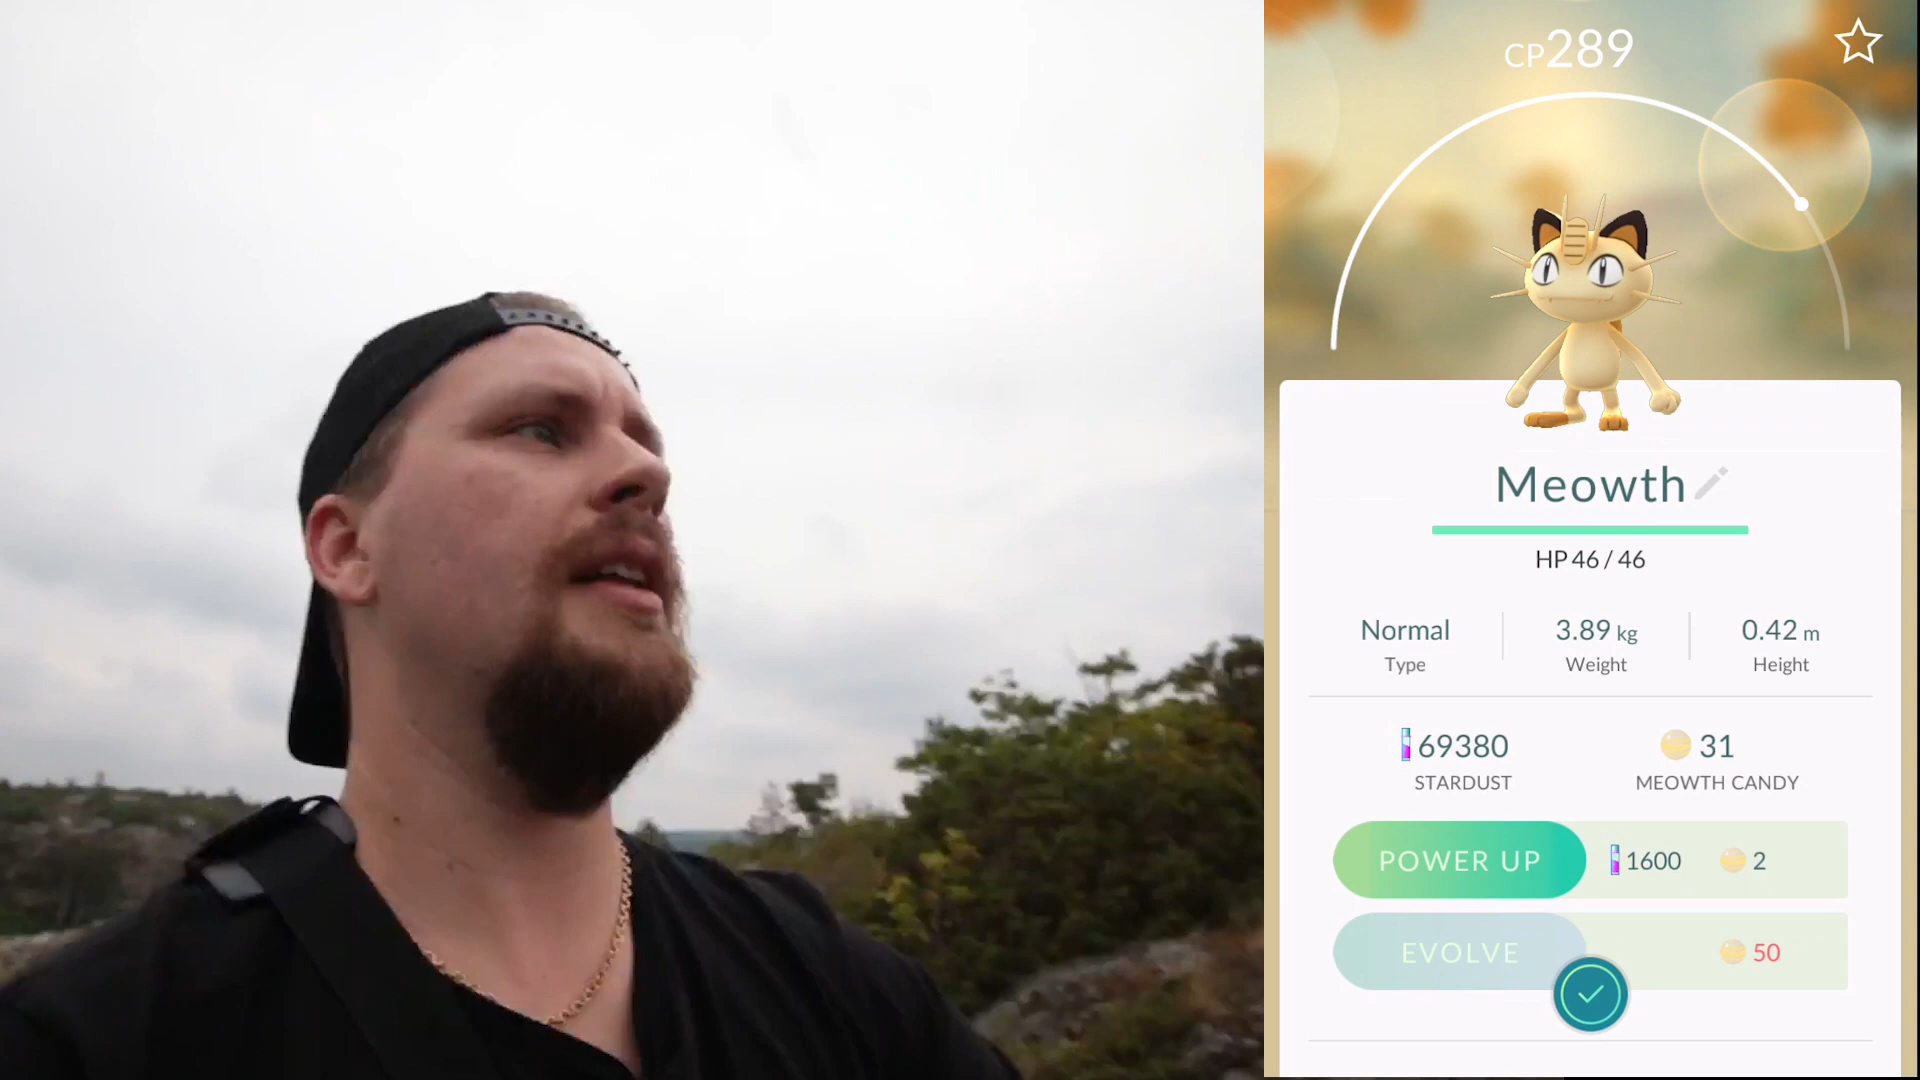 CP289
Meowth
HP 46 / 46
Normal
Type
3.89 kg
Weight
0.42 m
Height
69380
STARDUST
31
MEOWTH CANDY
POWER UP
1600
2
EVOLVE
50